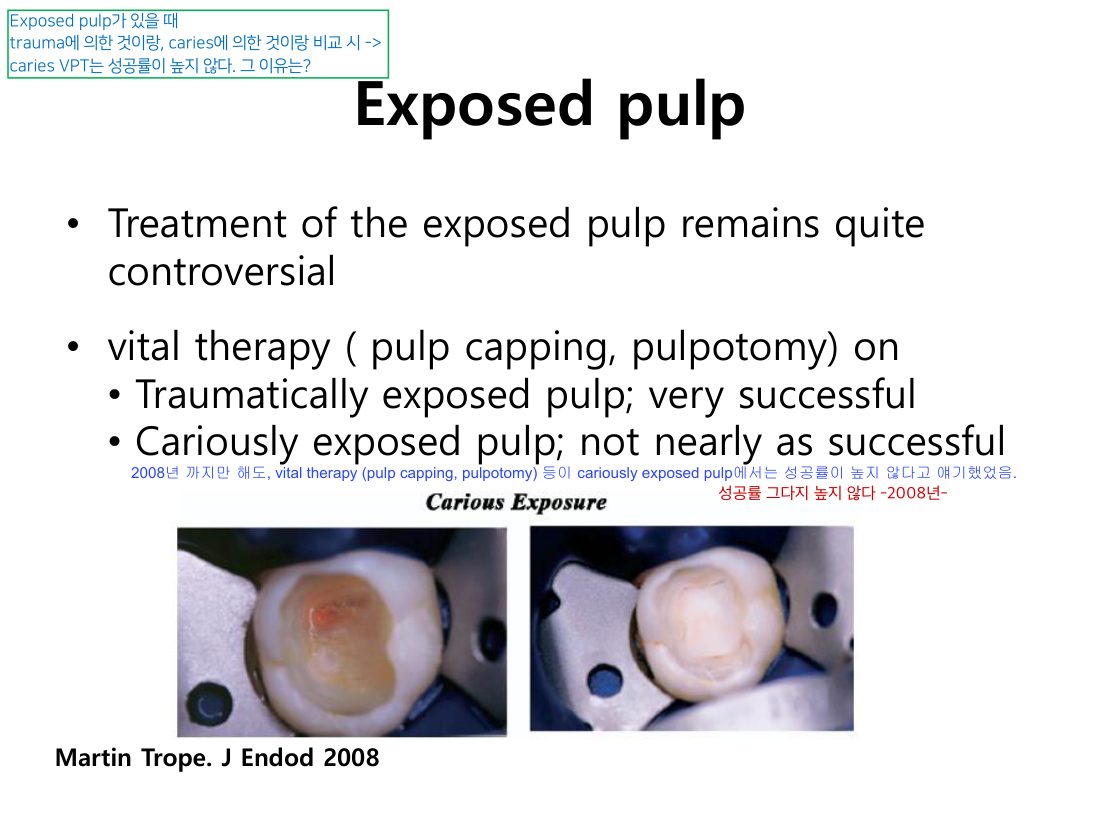 Exposed pulp가 있을 때
trauma에 의한 것이랑, caries에 의한 것이랑 비교 시 ->
caries VPT는 성공률이 높지 않다. 그 이유는?
Exposed pulp
• Treatment of the exposed pulp remains quite
controversial
• vital therapy ( pulp capping, pulpotomy) on
• Traumatically exposed pulp; very successful
• Cariously exposed pulp; not nearly as successful
2008년 까지만 해도, vital therapy (pulp capping, pulpotomy) 등이 cariously exposed pulp에서는 성공률이 높지 않다고 얘기했었음.
성공률 그다지 높지 않다 -2008년-
Carious Exposure
Martin Trope. J Endod 2008